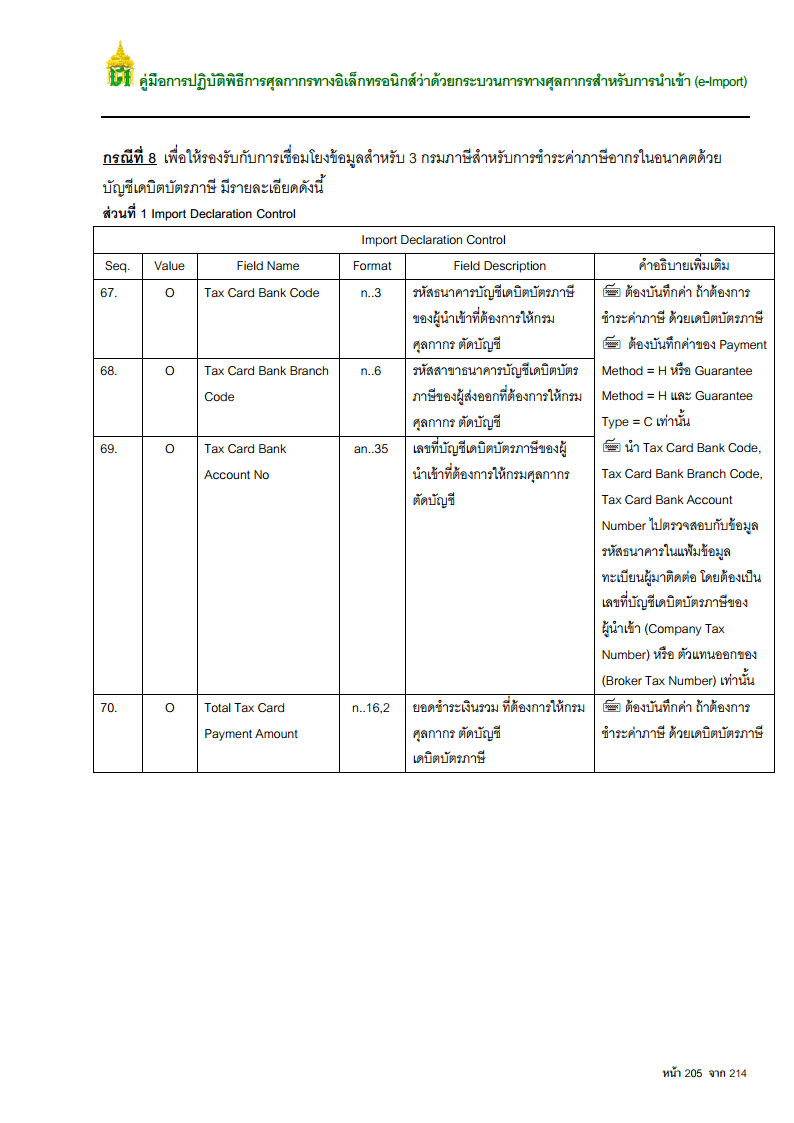 คู่มือการปฏิบัติพิธีการศุลกากรทางอิเล็กทรอนิกส์ว่าด้วยกระบวนการทางศุลกากรสำหรับการนำเข้า (e-Import)
กรณีที่ 8 เพื่อให้รองรับกับการเชื่อมโยงข้อมูลสำหรับ 3 กรมภาษีสำหรับการชำระค่าภาษีอากรในอนาคตด้วย
บัญชีเดบิตบัตรภาษี มีรายละเอียดดังนี้
ส่วนที่ 1 Import Declaration Control
Import Declaration Control
Seq. Value Field Name Format Field Description คำอธิบายเพิ่มเติม
67. O Tax Card Bank Code n..3 รหัสธนาคารบัญชีเดบิตบัตรภาษี
ของผู้นำเข้าที่ต้องการให้กรม
ศุลกากร ตัดบัญชี
68. O Tax Card Bank Branch n..6 รหัสสาขาธนาคารบัญชีเดบิตบัตร
Code ภาษีของผู้ส่งออกที่ต้องการให้กรม
ศุลกากร ตัดบัญชี
69. O Tax Card Bank an..35 เลขที่บัญชีเดบิตบัตรภาษีของผู้
Account No นำเข้าที่ต้องการให้กรมศุลกากร
ตัดบัญชี
ต้องบันทึกค่า ถ้าต้องการ
ชำระค่าภาษี ด้วยเดบิตบัตรภาษี
ต้องบันทึกค่าของ Payment
Method = H หรือ Guarantee
Method = H และ Guarantee
Type = C เท่านั้น
นำ Tax Card Bank Code,
Tax Card Bank Branch Code,
Tax Card Bank Account
Number ไปตรวจสอบกับข้อมูล
รหัสธนาคารในแฟ้มข้อมูล
ทะเบียนผู้มาติดต่อ โดยต้องเป็น
เลขที่บัญชีเดบิตบัตรภาษีของ
ผู้นำเข้า (Company Tax
Number) หรือ ตัวแทนออกของ
(Broker Tax Number) เท่านั้น
70. O Total Tax Card n..16,2 ยอดชำระเงินรวม ที่ต้องการให้กรม ต้องบันทึกค่า ถ้าต้องการ
Payment Amount ศุลกากร ตัดบัญชี ชำระค่าภาษี ด้วยเดบิตบัตรภาษี
เดบิตบัตรภาษี
หน้า 205 จาก 214